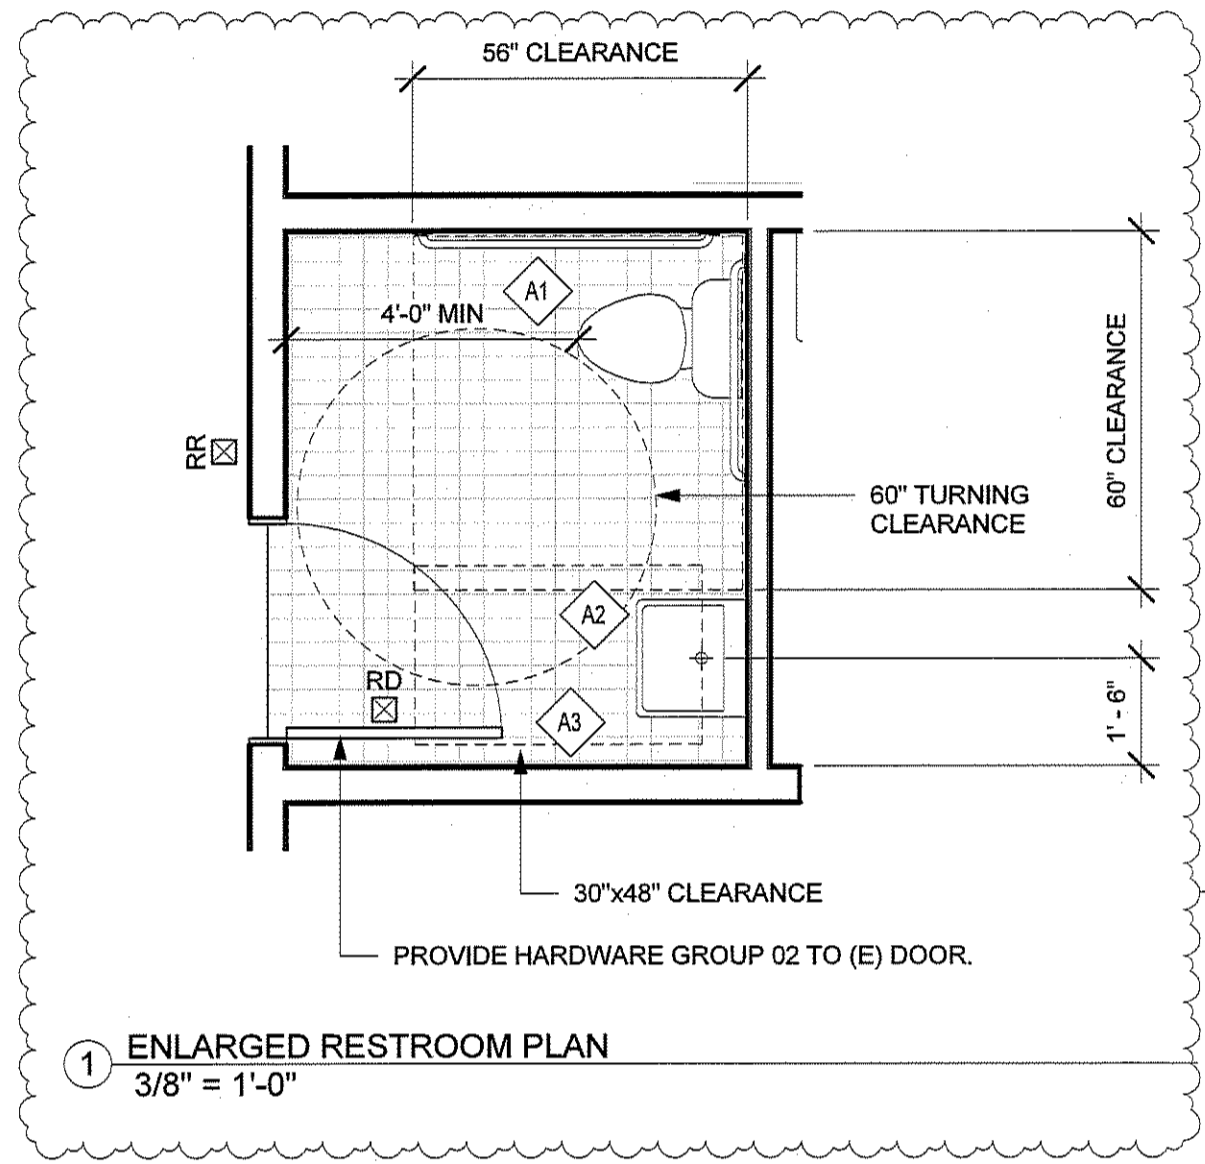 56" CLEARANCE
A1
4'-0" MIN
60" CLEARANCE
RR
60" TURNING
CLEARANCE
A2
RD
A3
1' - 6"
30"x48" CLEARANCE
PROVIDE HARDWARE GROUP 02 TO (E) DOOR.
1
ENLARGED RESTROOM PLAN
3/8" = 1'-0"